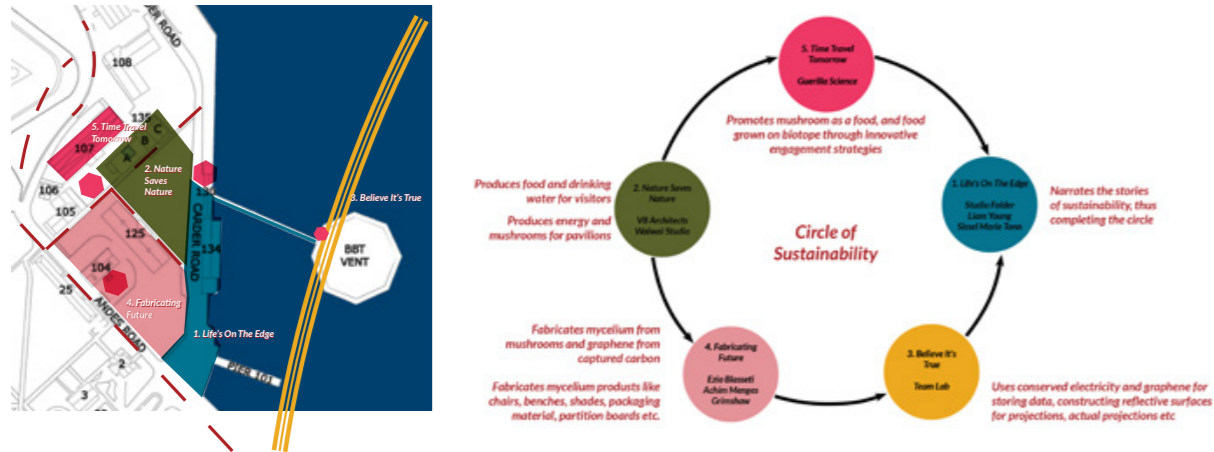 ER ROAD
108
135
C
B
A
5. Time Travel
Tomorrow
107
2. Nature
Saves
Nature
106
105
125
130
CARDER ROAD
134
3. Believe It's True
BBT
VENT
104
25
4. Fabricating
Future
ANDES ROAD
1. Life's On The Edge
PIER 101
2
3
5. Time Travel
Tomorrow
Guerilla Science
Promotes mushroom as a food, and food
grown on biotope through innovative
engagement strategies
Produces food and drinking
water for visitors
Produces energy and
mushrooms for pavilions
2. Nature Saves
Nature
VB Architects
Waiwai Studio
Circle of
Sustainability
1. Life's On The Edge
Studio Folder
Liam Young
Sissel Marie Tonn
Narrates the stories
of sustainability, thus
completing the circle
Fabricates mycelium from
mushrooms and graphene from
captured carbon
Fabricates mycelium produsts like
chairs, benches, shades, packaging
material, partition boards etc.
4. Fabricating
Future
Ezio Blasseti
Achim Menges
Grimshaw
3. Believe It's
True
Team Lab
Uses conserved electricity and graphene for
storing data, constructing reflective surfaces
for projections, actual projections etc